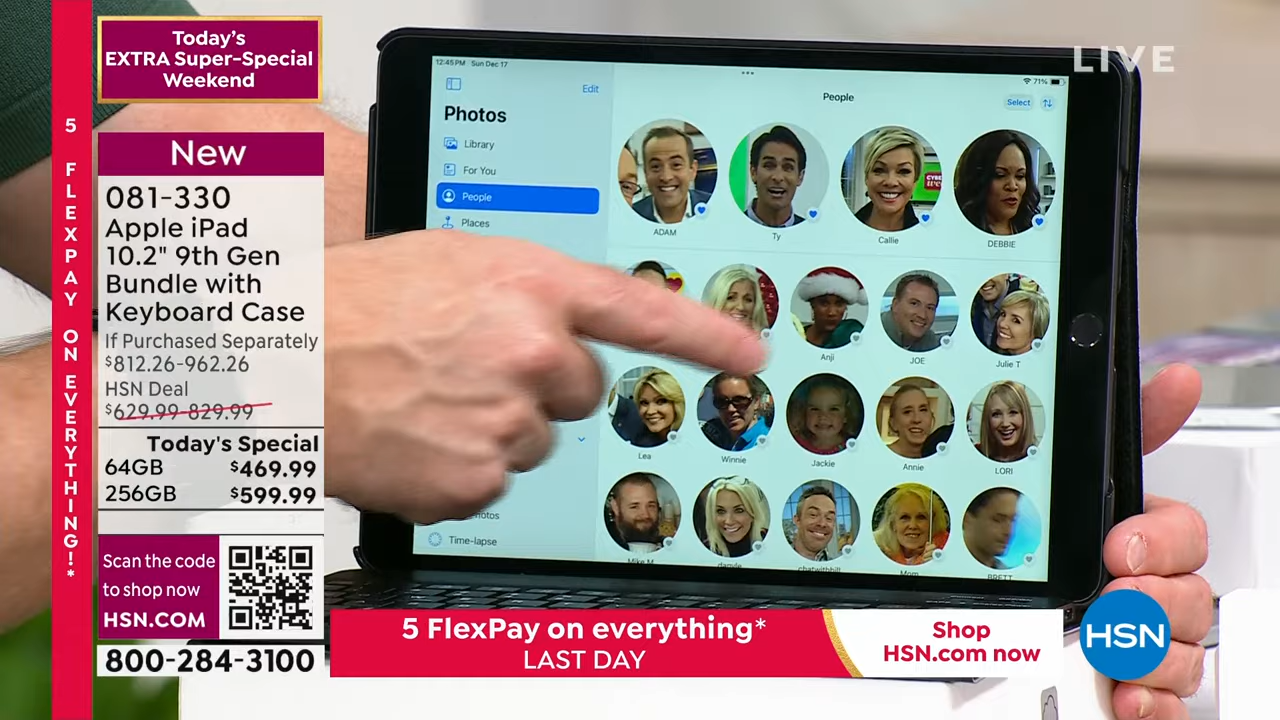 Today's
EXTRA Super-Special
Weekend
5 FLEXPAY ON EVERYTHING!*
New
081-330
Apple iPad
10.2" 9th Gen
Bundle with
Keyboard Case
If Purchased Separately
$812.26-962.26
HSN Deal
$629.99-829.99
Today's Special
64GB $469.99
256GB $599.99
Scan the code
to shop now
HSN.COM
800-284-3100
LIVE
12:45 PM Sun Dec 17
71%
Edit
Photos
Library
For You
People
Places
Time-lapse
People
Select
ADAM
Ty
Callie
DEBBIE
Anji
JOE
Julie T
Lea
Winnie
Jackie
Annie
LORI
Mike M
danyle
chatwithbill
Mom
BRETT
5 FlexPay on everything*
LAST DAY
Shop
HSN.com now
HSN